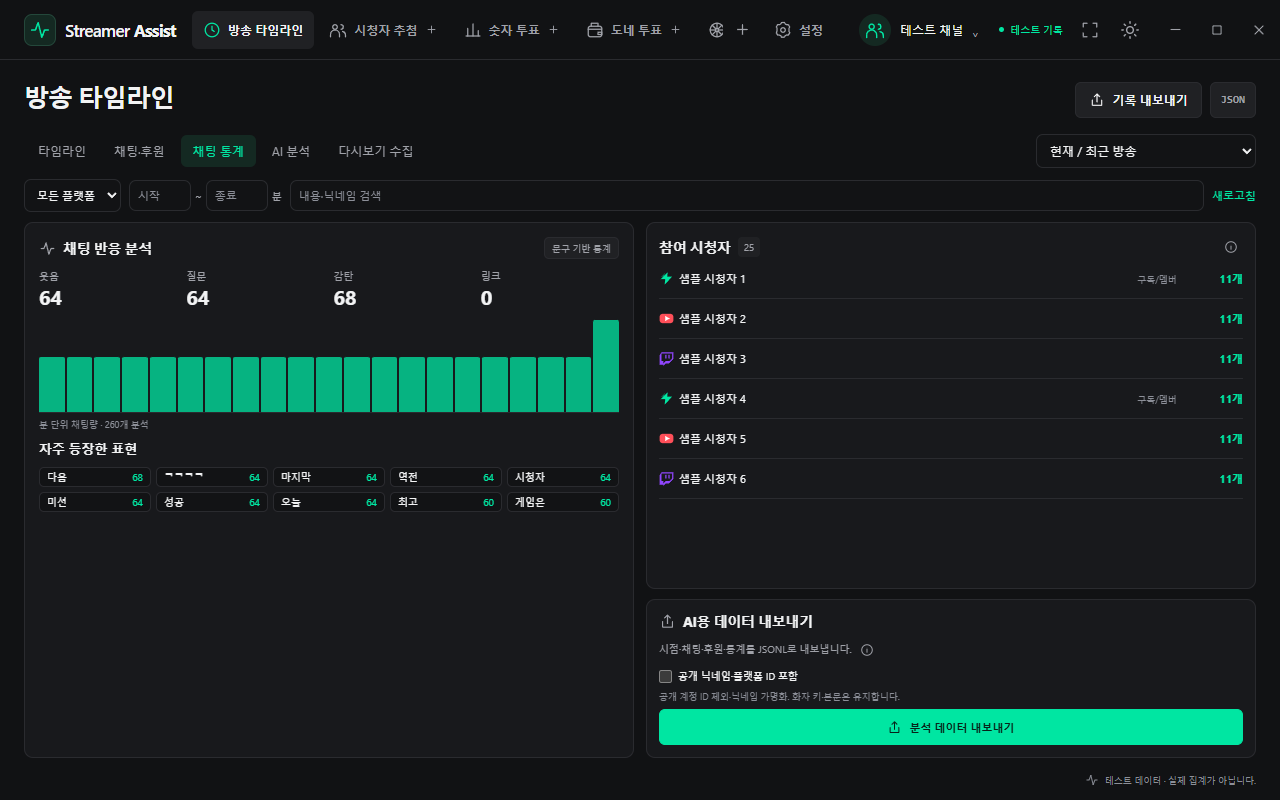 Streamer Assist
방송 타임라인
시청자 추첨 +
숫자 투표 +
도네 투표 +
+
설정
테스트 채널
테스트 기록
방송 타임라인
기록 내보내기
JSON
타임라인
채팅·후원
채팅 통계
AI 분석
다시보기 수집
현재 / 최근 방송
모든 플랫폼
시작
~
종료
분
내용·닉네임 검색
새로고침
채팅 반응 분석
문구 기반 통계
웃음 질문 감탄 링크
64 64 68 0
분 단위 채팅량 · 260개 분석
자주 등장한 표현
다음 68
ㅋㅋㅋㅋ 64
마지막 64
역전 64
시청자 64
미션 64
성공 64
오늘 64
최고 60
게임은 60
참여 시청자 25
샘플 시청자 1 구독/멤버 11개
샘플 시청자 2 11개
샘플 시청자 3 11개
샘플 시청자 4 구독/멤버 11개
샘플 시청자 5 11개
샘플 시청자 6 11개
AI용 데이터 내보내기
시점·채팅·후원·통계를 JSONL로 내보냅니다.
공개 닉네임·플랫폼 ID 포함
공개 계정 ID 제외·닉네임 가명화. 화자 키·본문은 유지합니다.
분석 데이터 내보내기
테스트 데이터 · 실제 집계가 아닙니다.